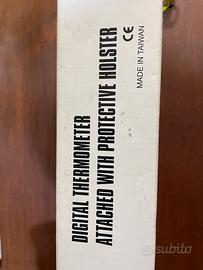 DIGITAL THERMOMETER
ATTACHED WITH PROTECTIVE HOLSTER
CE
MADE IN TAIWAN
subito